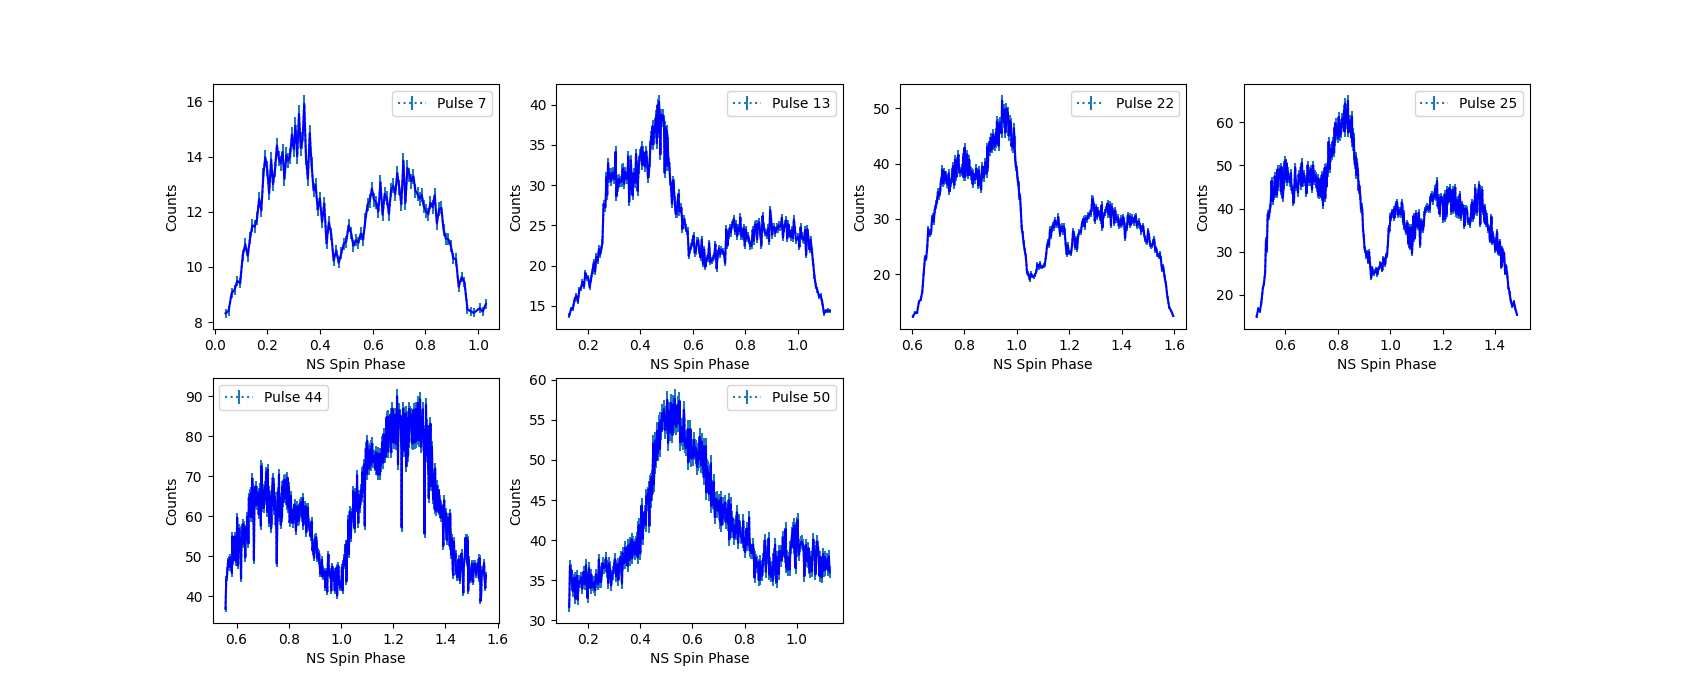 Pulse 7
Counts
16
14
12
10
8
0.0 0.2 0.4 0.6 0.8 1.0
NS Spin Phase
Pulse 13
Counts
40
35
30
25
20
15
0.2 0.4 0.6 0.8 1.0
NS Spin Phase
Pulse 22
Counts
50
40
30
20
0.6 0.8 1.0 1.2 1.4 1.6
NS Spin Phase
Pulse 25
Counts
60
50
40
30
20
0.6 0.8 1.0 1.2 1.4
NS Spin Phase
Pulse 44
Counts
90
80
70
60
50
40
0.6 0.8 1.0 1.2 1.4 1.6
NS Spin Phase
Pulse 50
Counts
60
55
50
45
40
35
30
0.2 0.4 0.6 0.8 1.0
NS Spin Phase